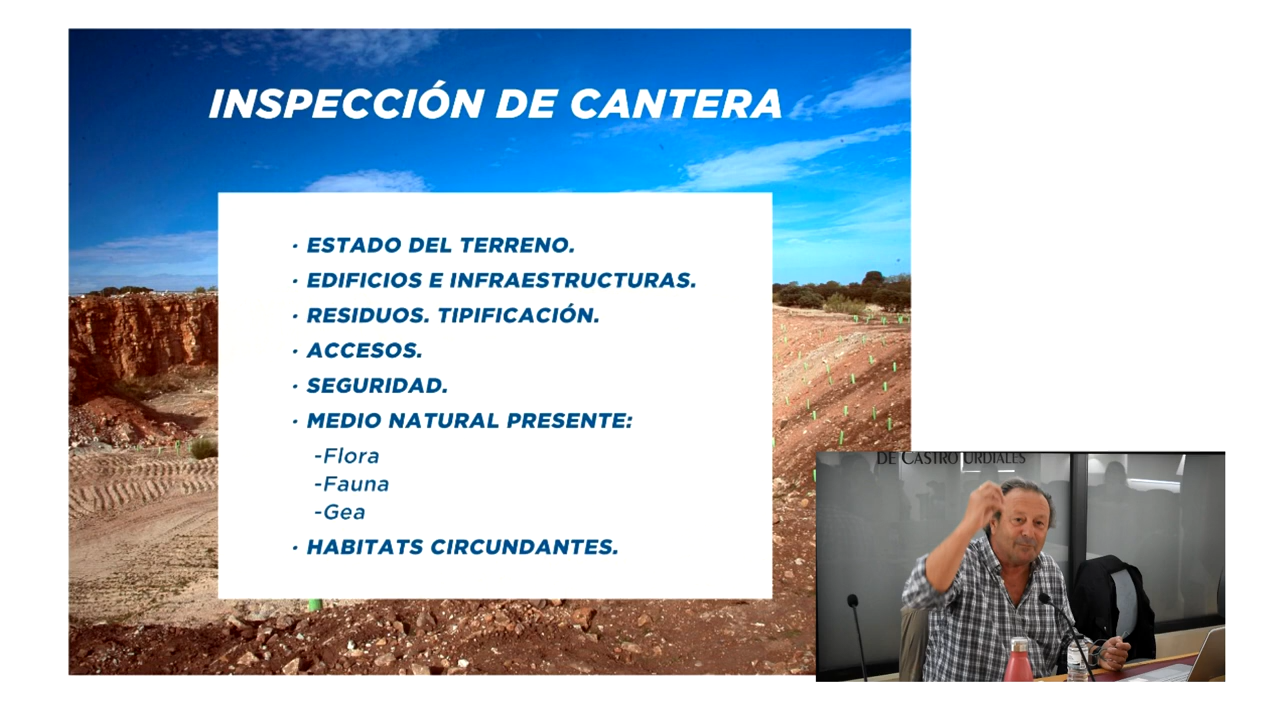 INSPECCIÓN DE CANTERA
· ESTADO DEL TERRENO.
· EDIFICIOS E INFRAESTRUCTURAS.
· RESIDUOS. TIPIFICACIÓN.
· ACCESOS.
· SEGURIDAD.
· MEDIO NATURAL PRESENTE:
-Flora
-Fauna
-Gea
· HABITATS CIRCUNDANTES.
DE CASTRO URDIALES